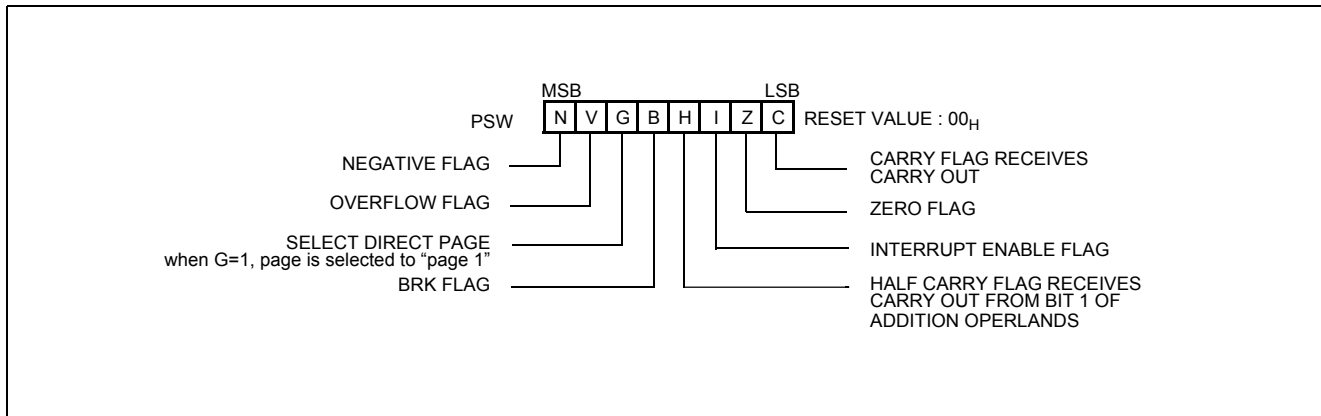 MSB LSB
PSW N V G B H I Z C RESET VALUE : 00H
NEGATIVE FLAG
OVERFLOW FLAG
SELECT DIRECT PAGE
when G=1, page is selected to “page 1”
BRK FLAG
CARRY FLAG RECEIVES
CARRY OUT
ZERO FLAG
INTERRUPT ENABLE FLAG
HALF CARRY FLAG RECEIVES
CARRY OUT FROM BIT 1 OF
ADDITION OPERLANDS